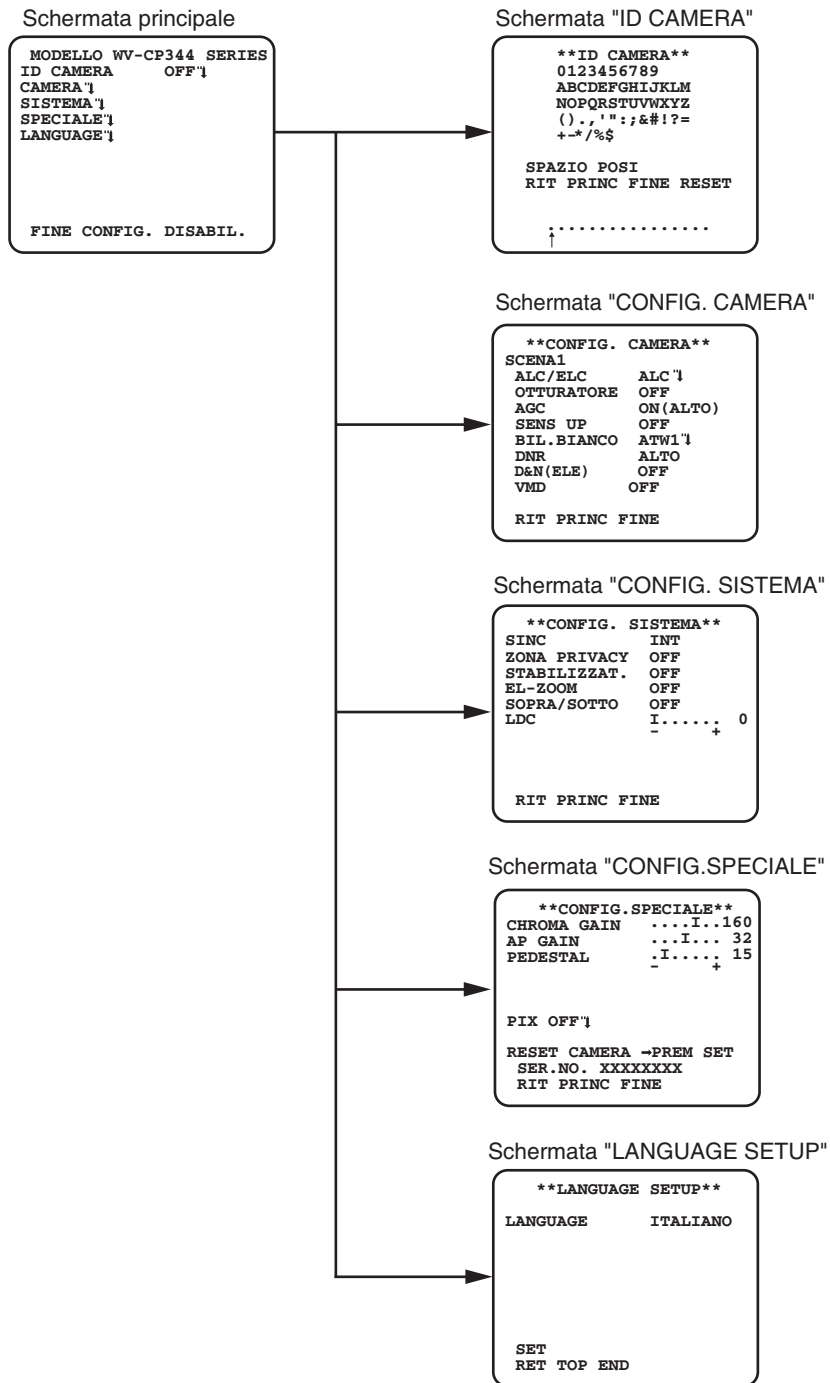 Schermata principale
MODELLO WV-CP344 SERIES
ID CAMERA OFF
CAMERA
SISTEMA
SPECIALE
LANGUAGE
FINE CONFIG. DISABIL.
Schermata "ID CAMERA"
**ID CAMERA**
0123456789
ABCDEFGHIJKLM
NOPQRSTUVWXYZ
().,'":;&#!?=
+-*/%$
SPAZIO POSI
RIT PRINC FINE RESET
................
↑
Schermata "CONFIG. CAMERA"
**CONFIG. CAMERA**
SCENA1
ALC/ELC ALC
OTTURATORE OFF
AGC ON(ALTO)
SENS UP OFF
BIL.BIANCO ATW1
DNR ALTO
D&N(ELE) OFF
VMD OFF
RIT PRINC FINE
Schermata "CONFIG. SISTEMA"
**CONFIG. SISTEMA**
SINC INT
ZONA PRIVACY OFF
STABILIZZAT. OFF
EL-ZOOM OFF
SOPRA/SOTTO OFF
LDC I...... 0
- +
RIT PRINC FINE
Schermata "CONFIG.SPECIALE"
**CONFIG.SPECIALE**
CHROMA GAIN ....I..160
AP GAIN ...I... 32
PEDESTAL .I..... 15
- +
PIX OFF
RESET CAMERA →PREM SET
SER.NO. XXXXXXXX
RIT PRINC FINE
Schermata "LANGUAGE SETUP"
**LANGUAGE SETUP**
LANGUAGE ITALIANO
SET
RET TOP END